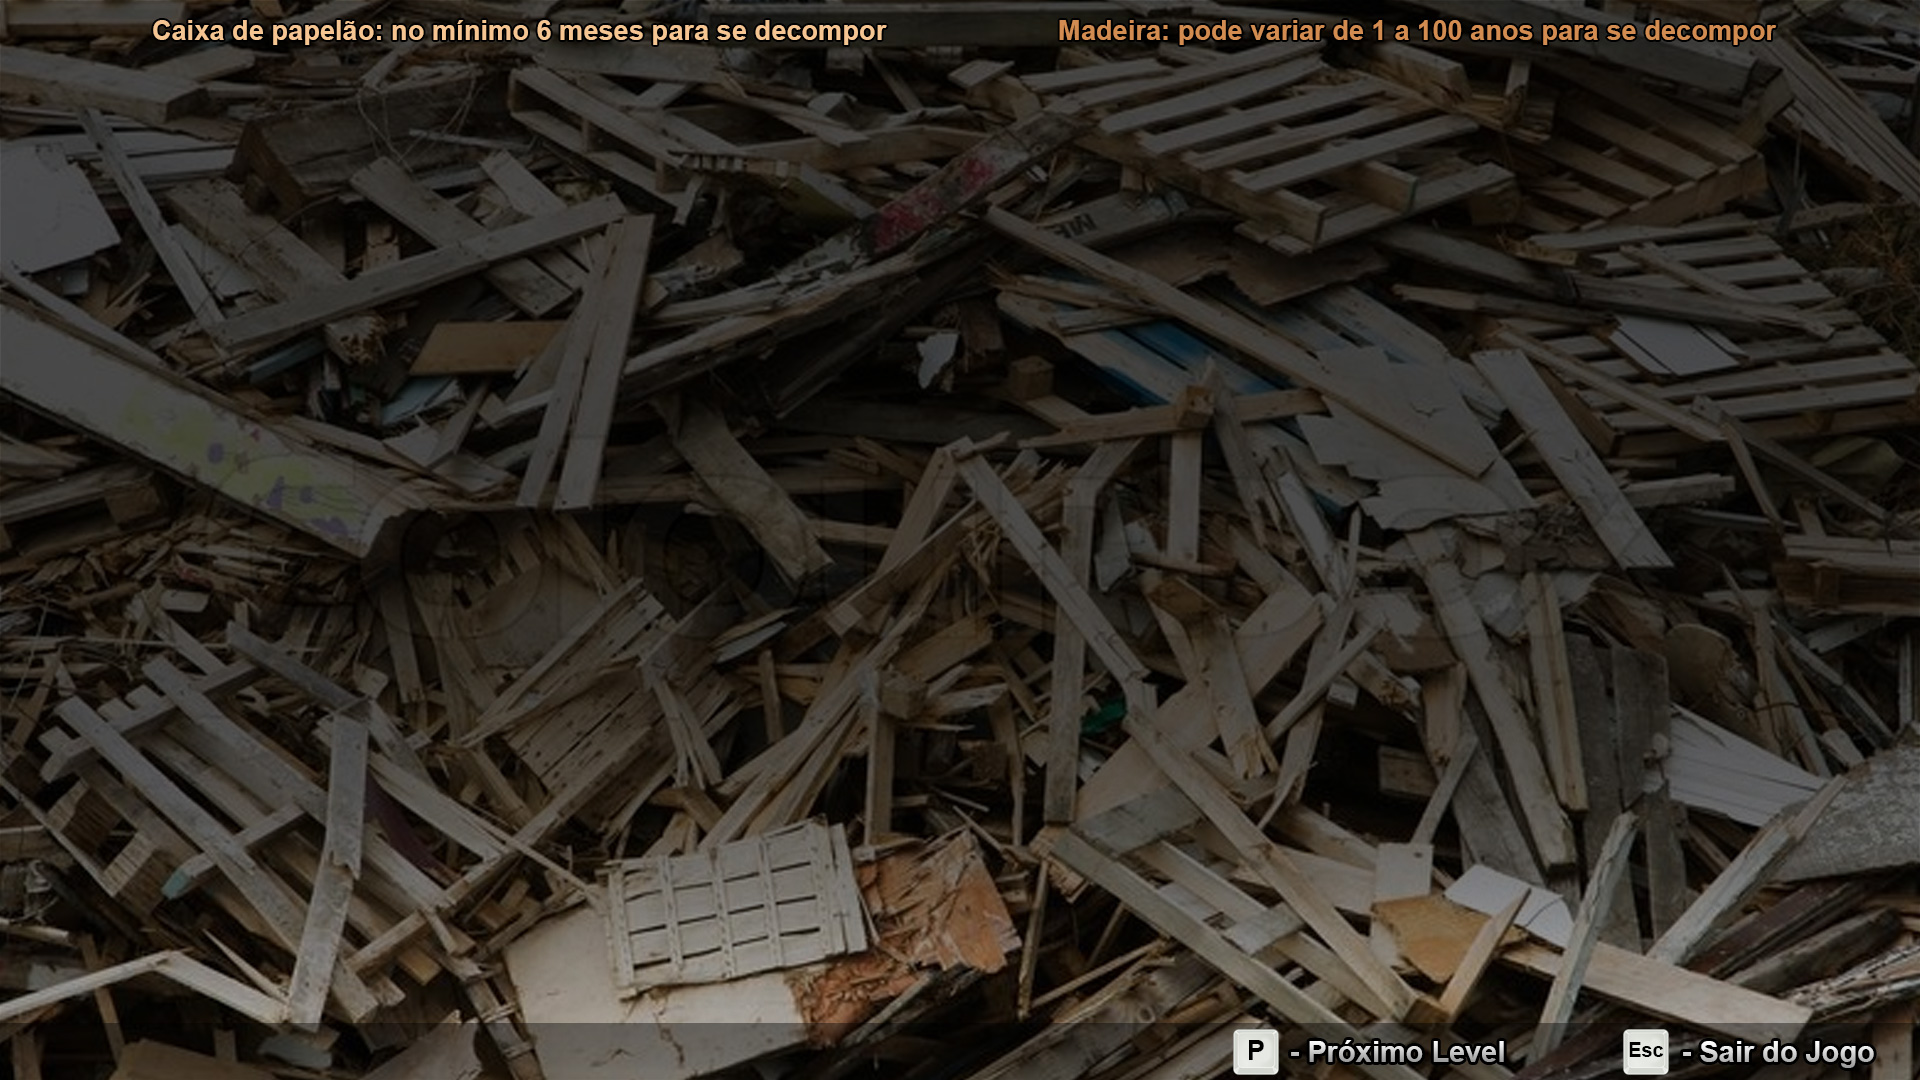 Caixa de papelão: no mínimo 6 meses para se decompor
Madeira: pode variar de 1 a 100 anos para se decompor
P - Próximo Level
Esc - Sair do Jogo